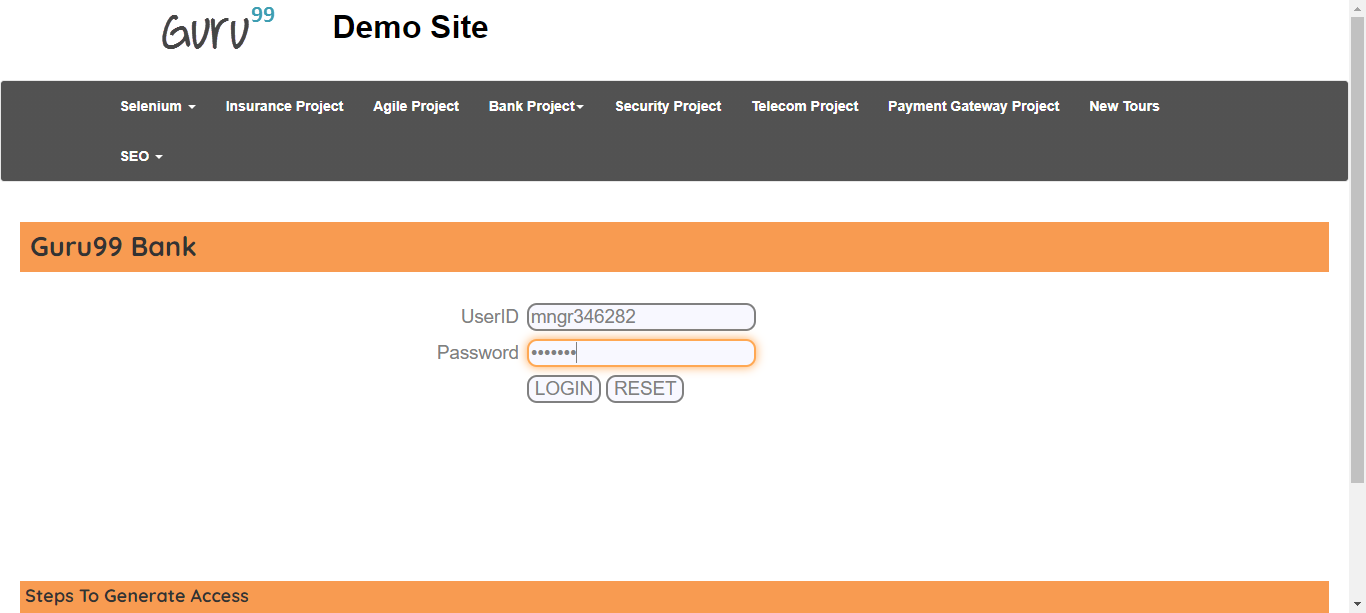 Guru99
Demo Site
Selenium Insurance Project Agile Project Bank Project Security Project Telecom Project Payment Gateway Project New Tours
SEO
Guru99 Bank
UserID mngr346282
Password •••••••
LOGIN RESET
Steps To Generate Access